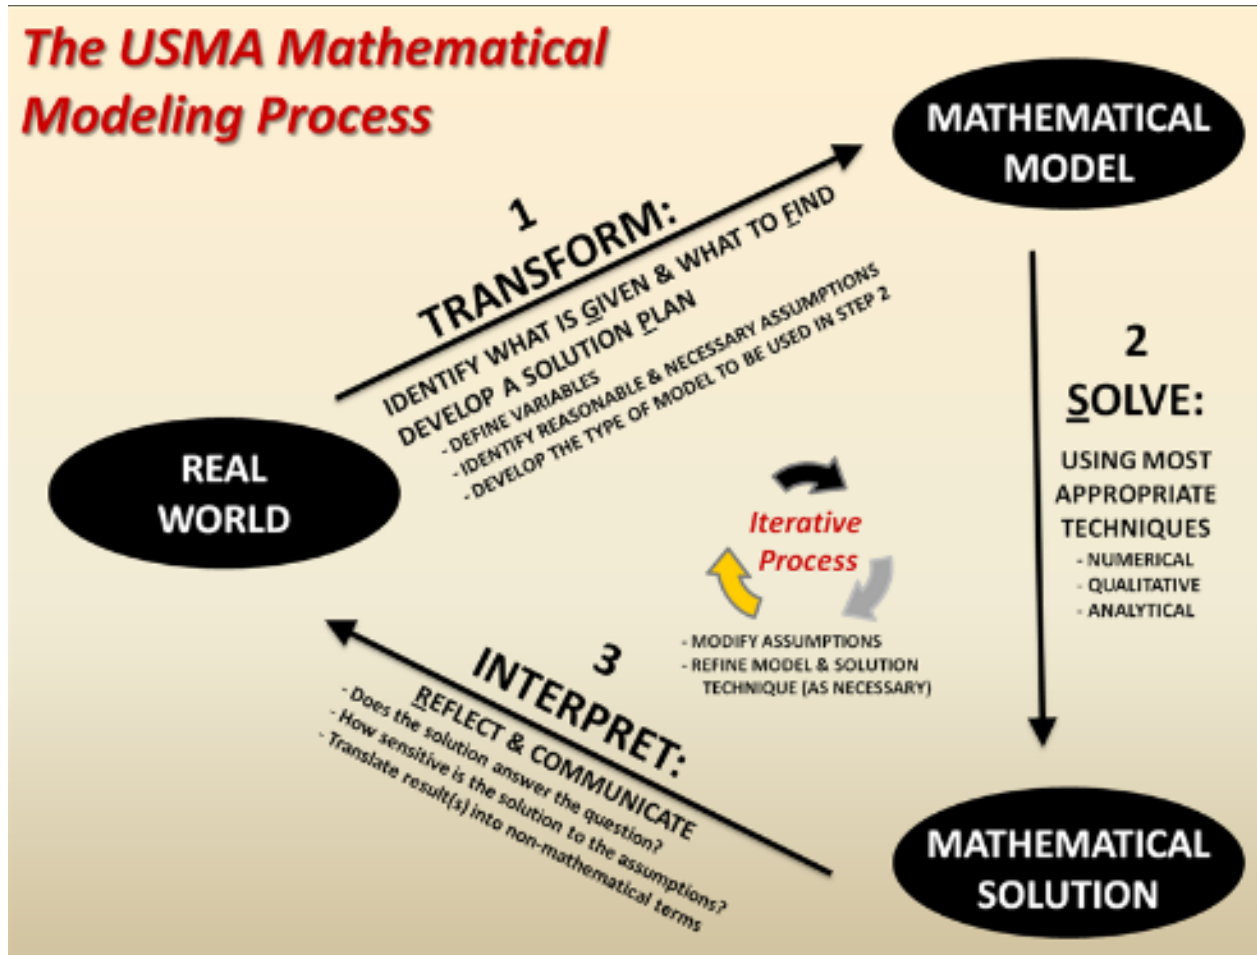 The USMA Mathematical
Modeling Process
MATHEMATICAL
MODEL
1
TRANSFORM:
IDENTIFY WHAT IS GIVEN & WHAT TO FIND
DEVELOP A SOLUTION PLAN
- DEFINE VARIABLES
- IDENTIFY REASONABLE & NECESSARY ASSUMPTIONS
- DEVELOP THE TYPE OF MODEL TO BE USED IN STEP 2
2
SOLVE:
USING MOST
APPROPRIATE
TECHNIQUES
- NUMERICAL
- QUALITATIVE
- ANALYTICAL
REAL
WORLD
Iterative
Process
- MODIFY ASSUMPTIONS
- REFINE MODEL & SOLUTION
TECHNIQUE (AS NECESSARY)
3
INTERPRET:
REFLECT & COMMUNICATE
- Does the solution answer the question?
- How sensitive is the solution to the assumptions?
- Translate result(s) into non-mathematical terms
MATHEMATICAL
SOLUTION